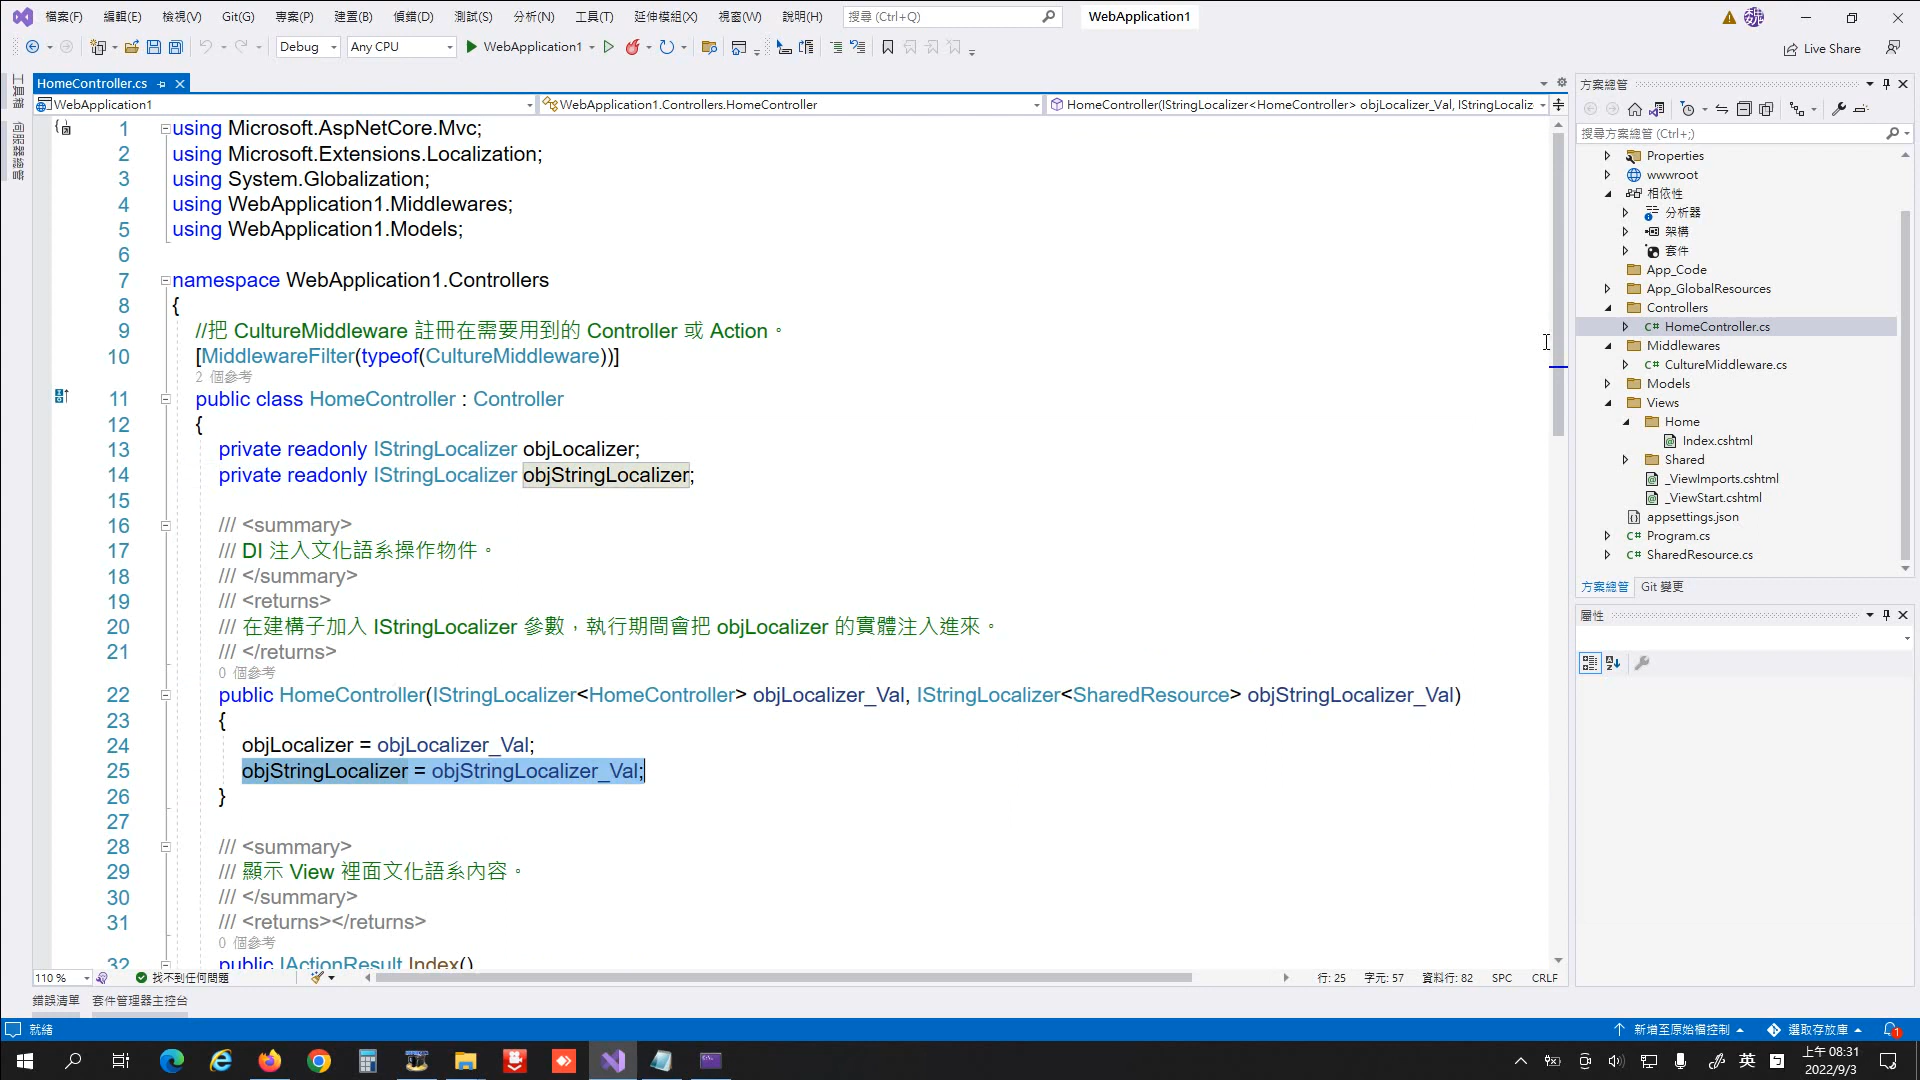 檔案(F) 編輯(E) 檢視(V) Git(G) 專案(P) 建置(B) 偵錯(D) 測試(S) 分析(N) 工具(T) 延伸模組(X) 視窗(W) 說明(H) 搜尋 (Ctrl+Q) WebApplication1
Debug Any CPU WebApplication1 Live Share
工具箱
伺服器總管
HomeController.cs
WebApplication1 WebApplication1.Controllers.HomeController HomeController(IStringLocalizer<HomeController> objLocalizer_Val, IStringLocaliz
1 using Microsoft.AspNetCore.Mvc;
2 using Microsoft.Extensions.Localization;
3 using System.Globalization;
4 using WebApplication1.Middlewares;
5 using WebApplication1.Models;
6
7 namespace WebApplication1.Controllers
8 {
9 //把 CultureMiddleware 註冊在需要用到的 Controller 或 Action。
10 [MiddlewareFilter(typeof(CultureMiddleware))]
2 個參考
11 public class HomeController : Controller
12 {
13 private readonly IStringLocalizer objLocalizer;
14 private readonly IStringLocalizer objStringLocalizer;
15
16 /// <summary>
17 /// DI 注入文化語系操作物件。
18 /// </summary>
19 /// <returns>
20 /// 在建構子加入 IStringLocalizer 參數，執行期間會把 objLocalizer 的實體注入進來。
21 /// </returns>
0 個參考
22 public HomeController(IStringLocalizer<HomeController> objLocalizer_Val, IStringLocalizer<SharedResource> objStringLocalizer_Val)
23 {
24 objLocalizer = objLocalizer_Val;
25 objStringLocalizer = objStringLocalizer_Val;
26 }
27
28 /// <summary>
29 /// 顯示 View 裡面文化語系內容。
30 /// </summary>
31 /// <returns></returns>
0 個參考
32 public IActionResult Index()
110 % 找不到任何問題 行: 25 字元: 57 資料行: 82 SPC CRLF
錯誤清單 套件管理器主控台
方案總管
搜尋方案總管 (Ctrl+;)
Properties
wwwroot
相依性
分析器
架構
套件
App_Code
App_GlobalResources
Controllers
C# HomeController.cs
Middlewares
C# CultureMiddleware.cs
Models
Views
Home
Index.cshtml
Shared
_ViewImports.cshtml
_ViewStart.cshtml
appsettings.json
C# Program.cs
C# SharedResource.cs
方案總管 Git 變更
屬性
就緒 新增至原始檔控制 選取存放庫 1
英 上午 08:31
2022/9/3